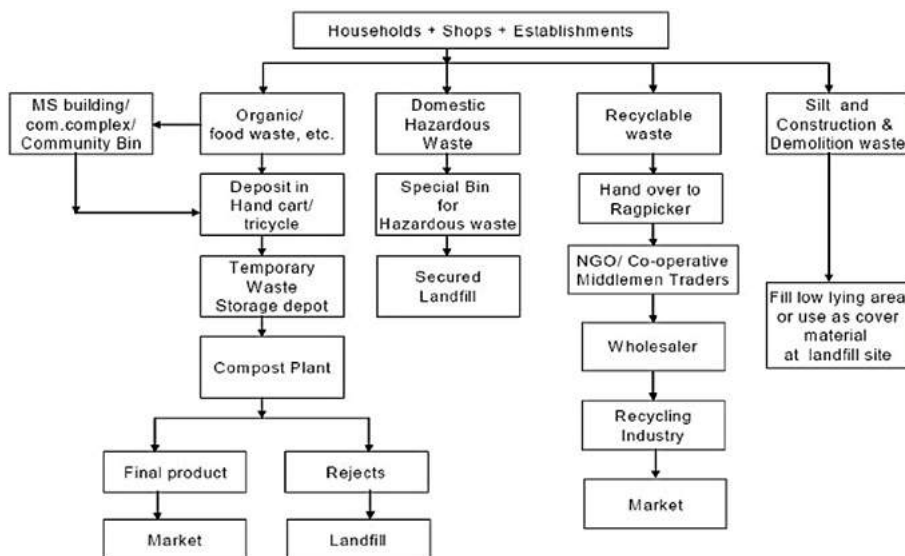 Households + Shops + Establishments
MS building/
com.complex/
Community Bin
Organic/
food waste, etc.
Domestic
Hazardous
Waste
Recyclable
waste
Silt and
Construction &
Demolition waste
Deposit in
Hand cart/
tricycle
Special Bin
for
Hazardous waste
Hand over to
Ragpicker
Temporary
Waste
Storage depot
Secured
Landfill
NGO/ Co-operative
Middlemen Traders
Fill low lying area
or use as cover
material
at landfill site
Compost Plant
Wholesaler
Recycling
Industry
Final product
Rejects
Market
Market
Landfill